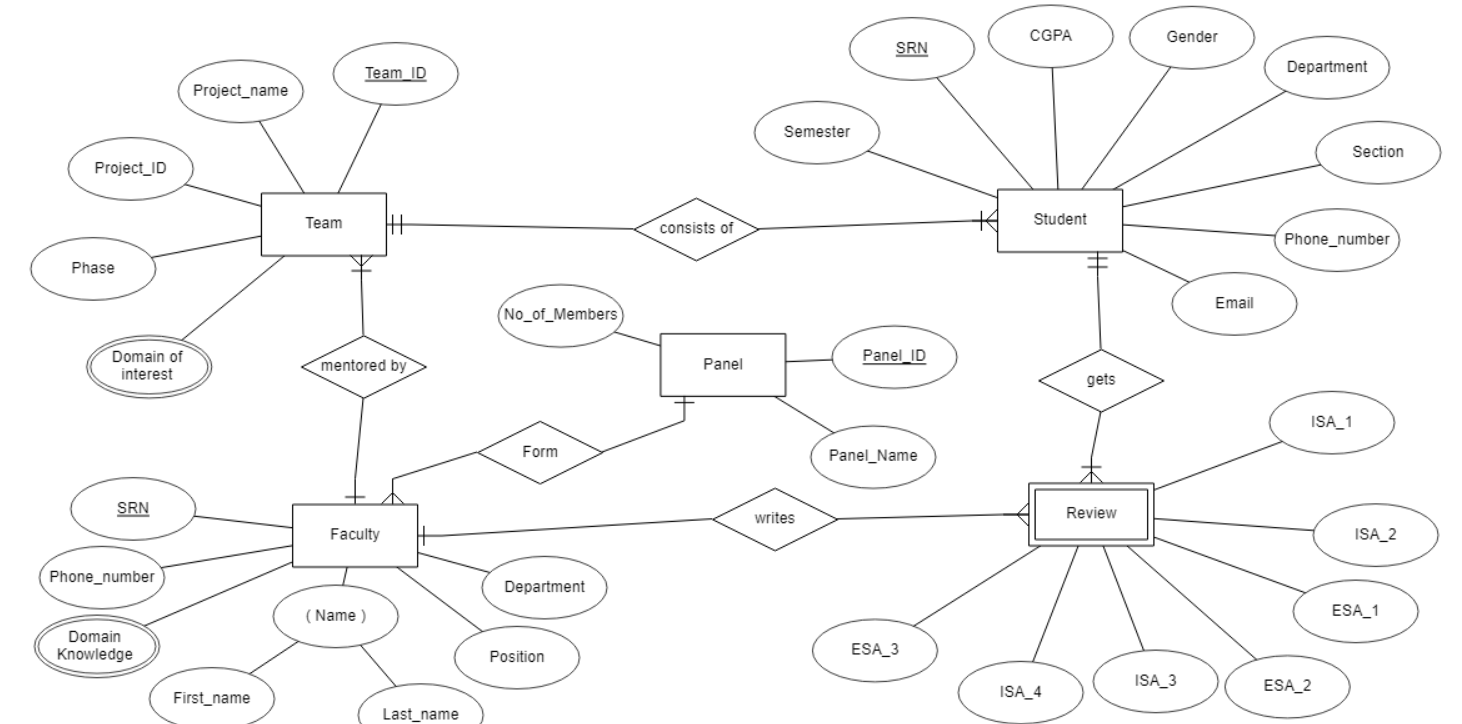 SRN
CGPA
Gender
Department
Team_ID
Project_name
Semester
Section
Project_ID
Team
consists of
Student
Phone_number
Phase
Email
No_of_Members
Panel
Panel_ID
Domain of
interest
mentored by
gets
ISA_1
Form
Panel_Name
SRN
Faculty
writes
Review
ISA_2
Phone_number
Department
ESA_1
( Name )
Domain
Knowledge
Position
ESA_3
ISA_4
ISA_3
ESA_2
First_name
Last_name